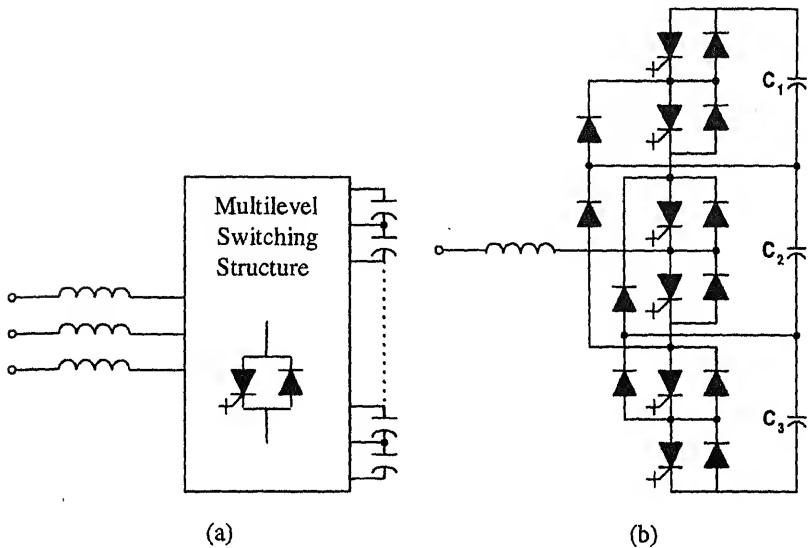 Multilevel
Switching
Structure
C1
C2
C3
(a)
(b)